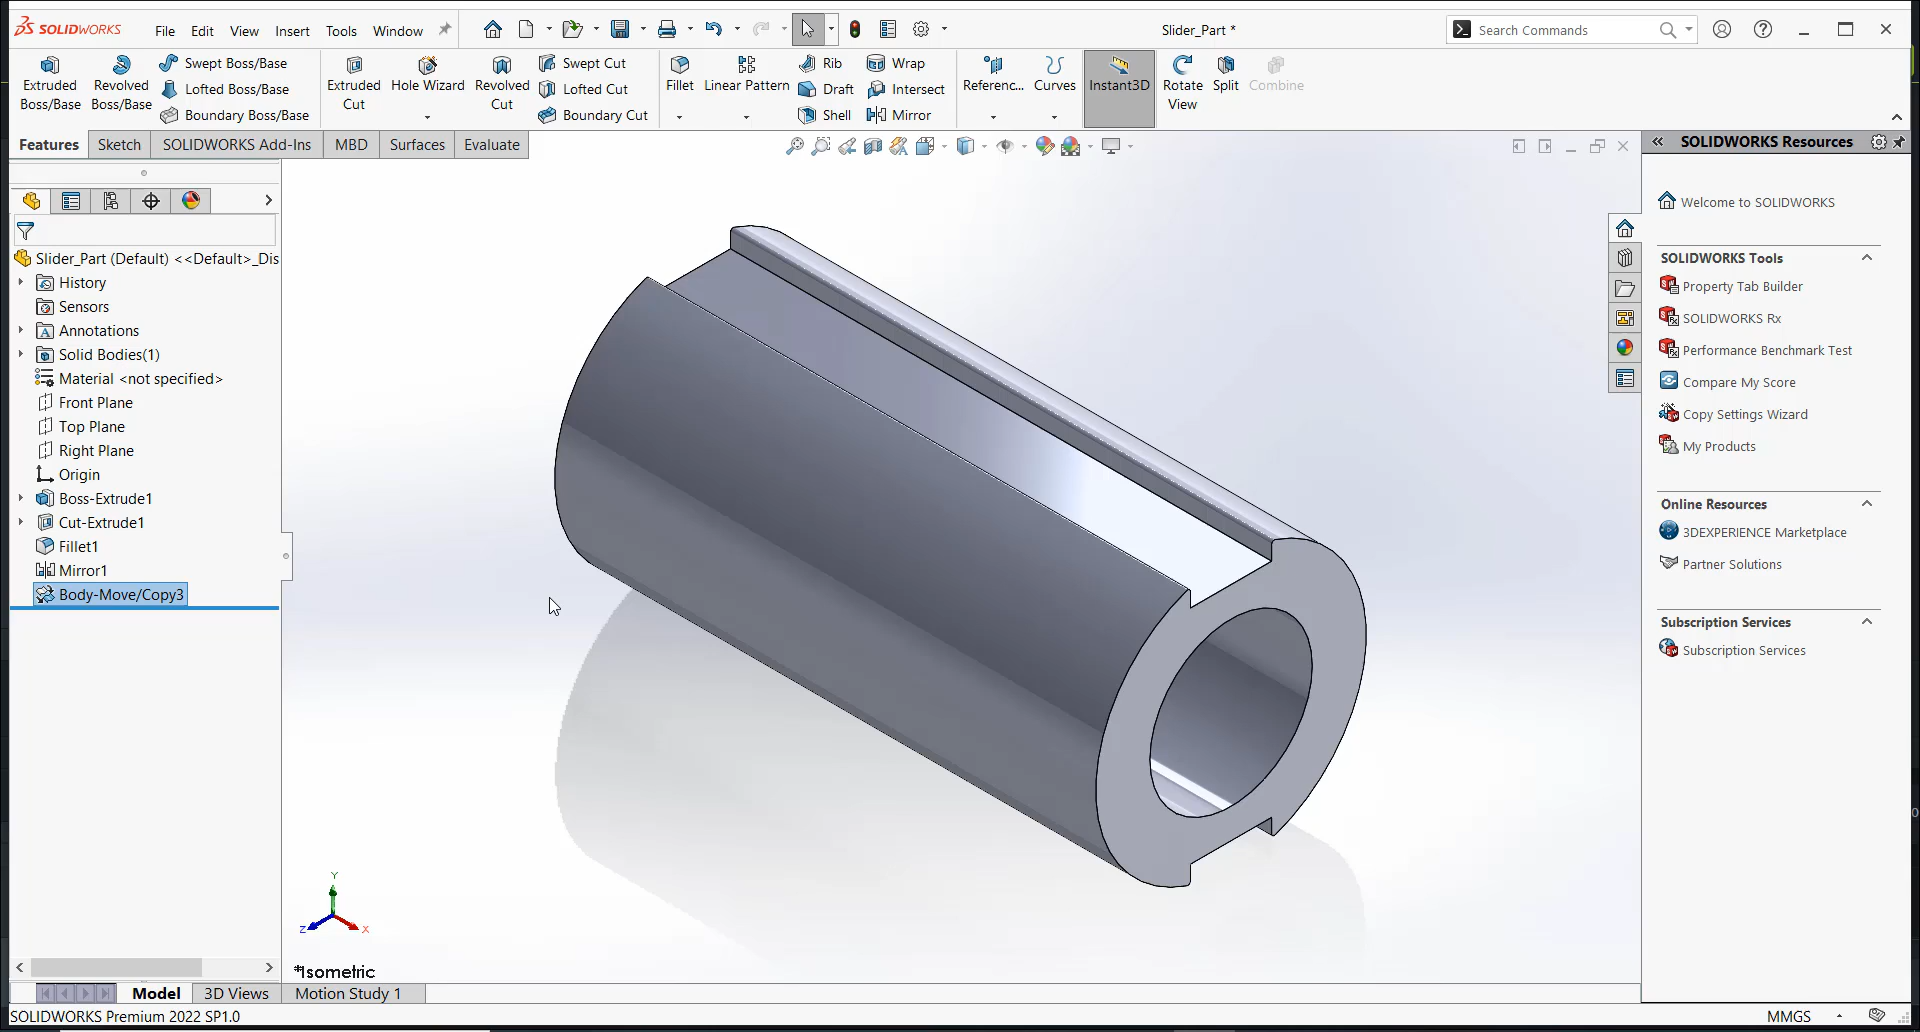 SOLIDWORKS File Edit View Insert Tools Window Slider_Part * Search Commands
Extruded Boss/Base
Revolved Boss/Base
Swept Boss/Base
Lofted Boss/Base
Boundary Boss/Base
Extruded Cut
Hole Wizard
Revolved Cut
Swept Cut
Lofted Cut
Boundary Cut
Fillet
Linear Pattern
Rib
Draft
Shell
Wrap
Intersect
Mirror
Referenc...
Curves
Instant3D
Rotate View
Split
Combine
Features Sketch SOLIDWORKS Add-Ins MBD Surfaces Evaluate
Slider_Part (Default) <<Default>_Dis
History
Sensors
Annotations
Solid Bodies(1)
Material <not specified>
Front Plane
Top Plane
Right Plane
Origin
Boss-Extrude1
Cut-Extrude1
Fillet1
Mirror1
Body-Move/Copy3
Y
Z X
*Isometric
SOLIDWORKS Resources
Welcome to SOLIDWORKS
SOLIDWORKS Tools
Property Tab Builder
SOLIDWORKS Rx
Performance Benchmark Test
Compare My Score
Copy Settings Wizard
My Products
Online Resources
3DEXPERIENCE Marketplace
Partner Solutions
Subscription Services
Subscription Services
Model 3D Views Motion Study 1
SOLIDWORKS Premium 2022 SP1.0 MMGS